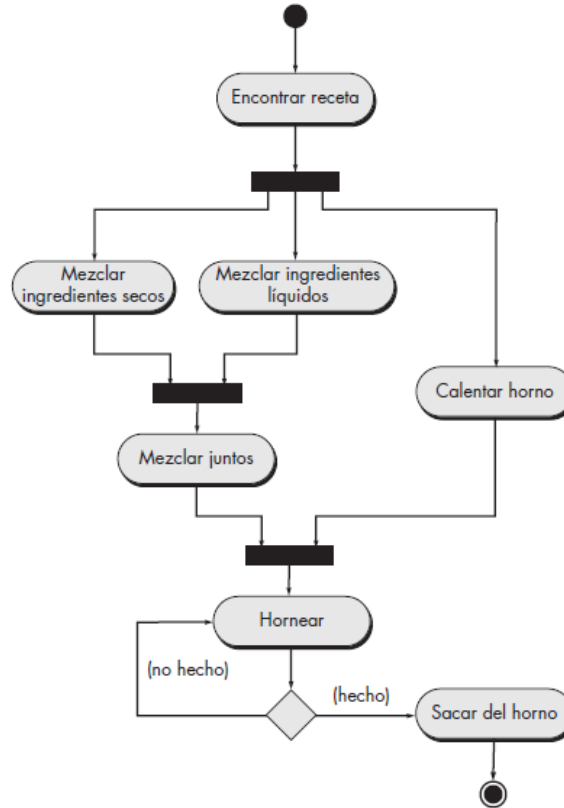 Encontrar receta
Mezclar
ingredientes secos
Mezclar ingredientes
líquidos
Calentar horno
Mezclar juntos
Hornear
(no hecho)
(hecho)
Sacar del horno